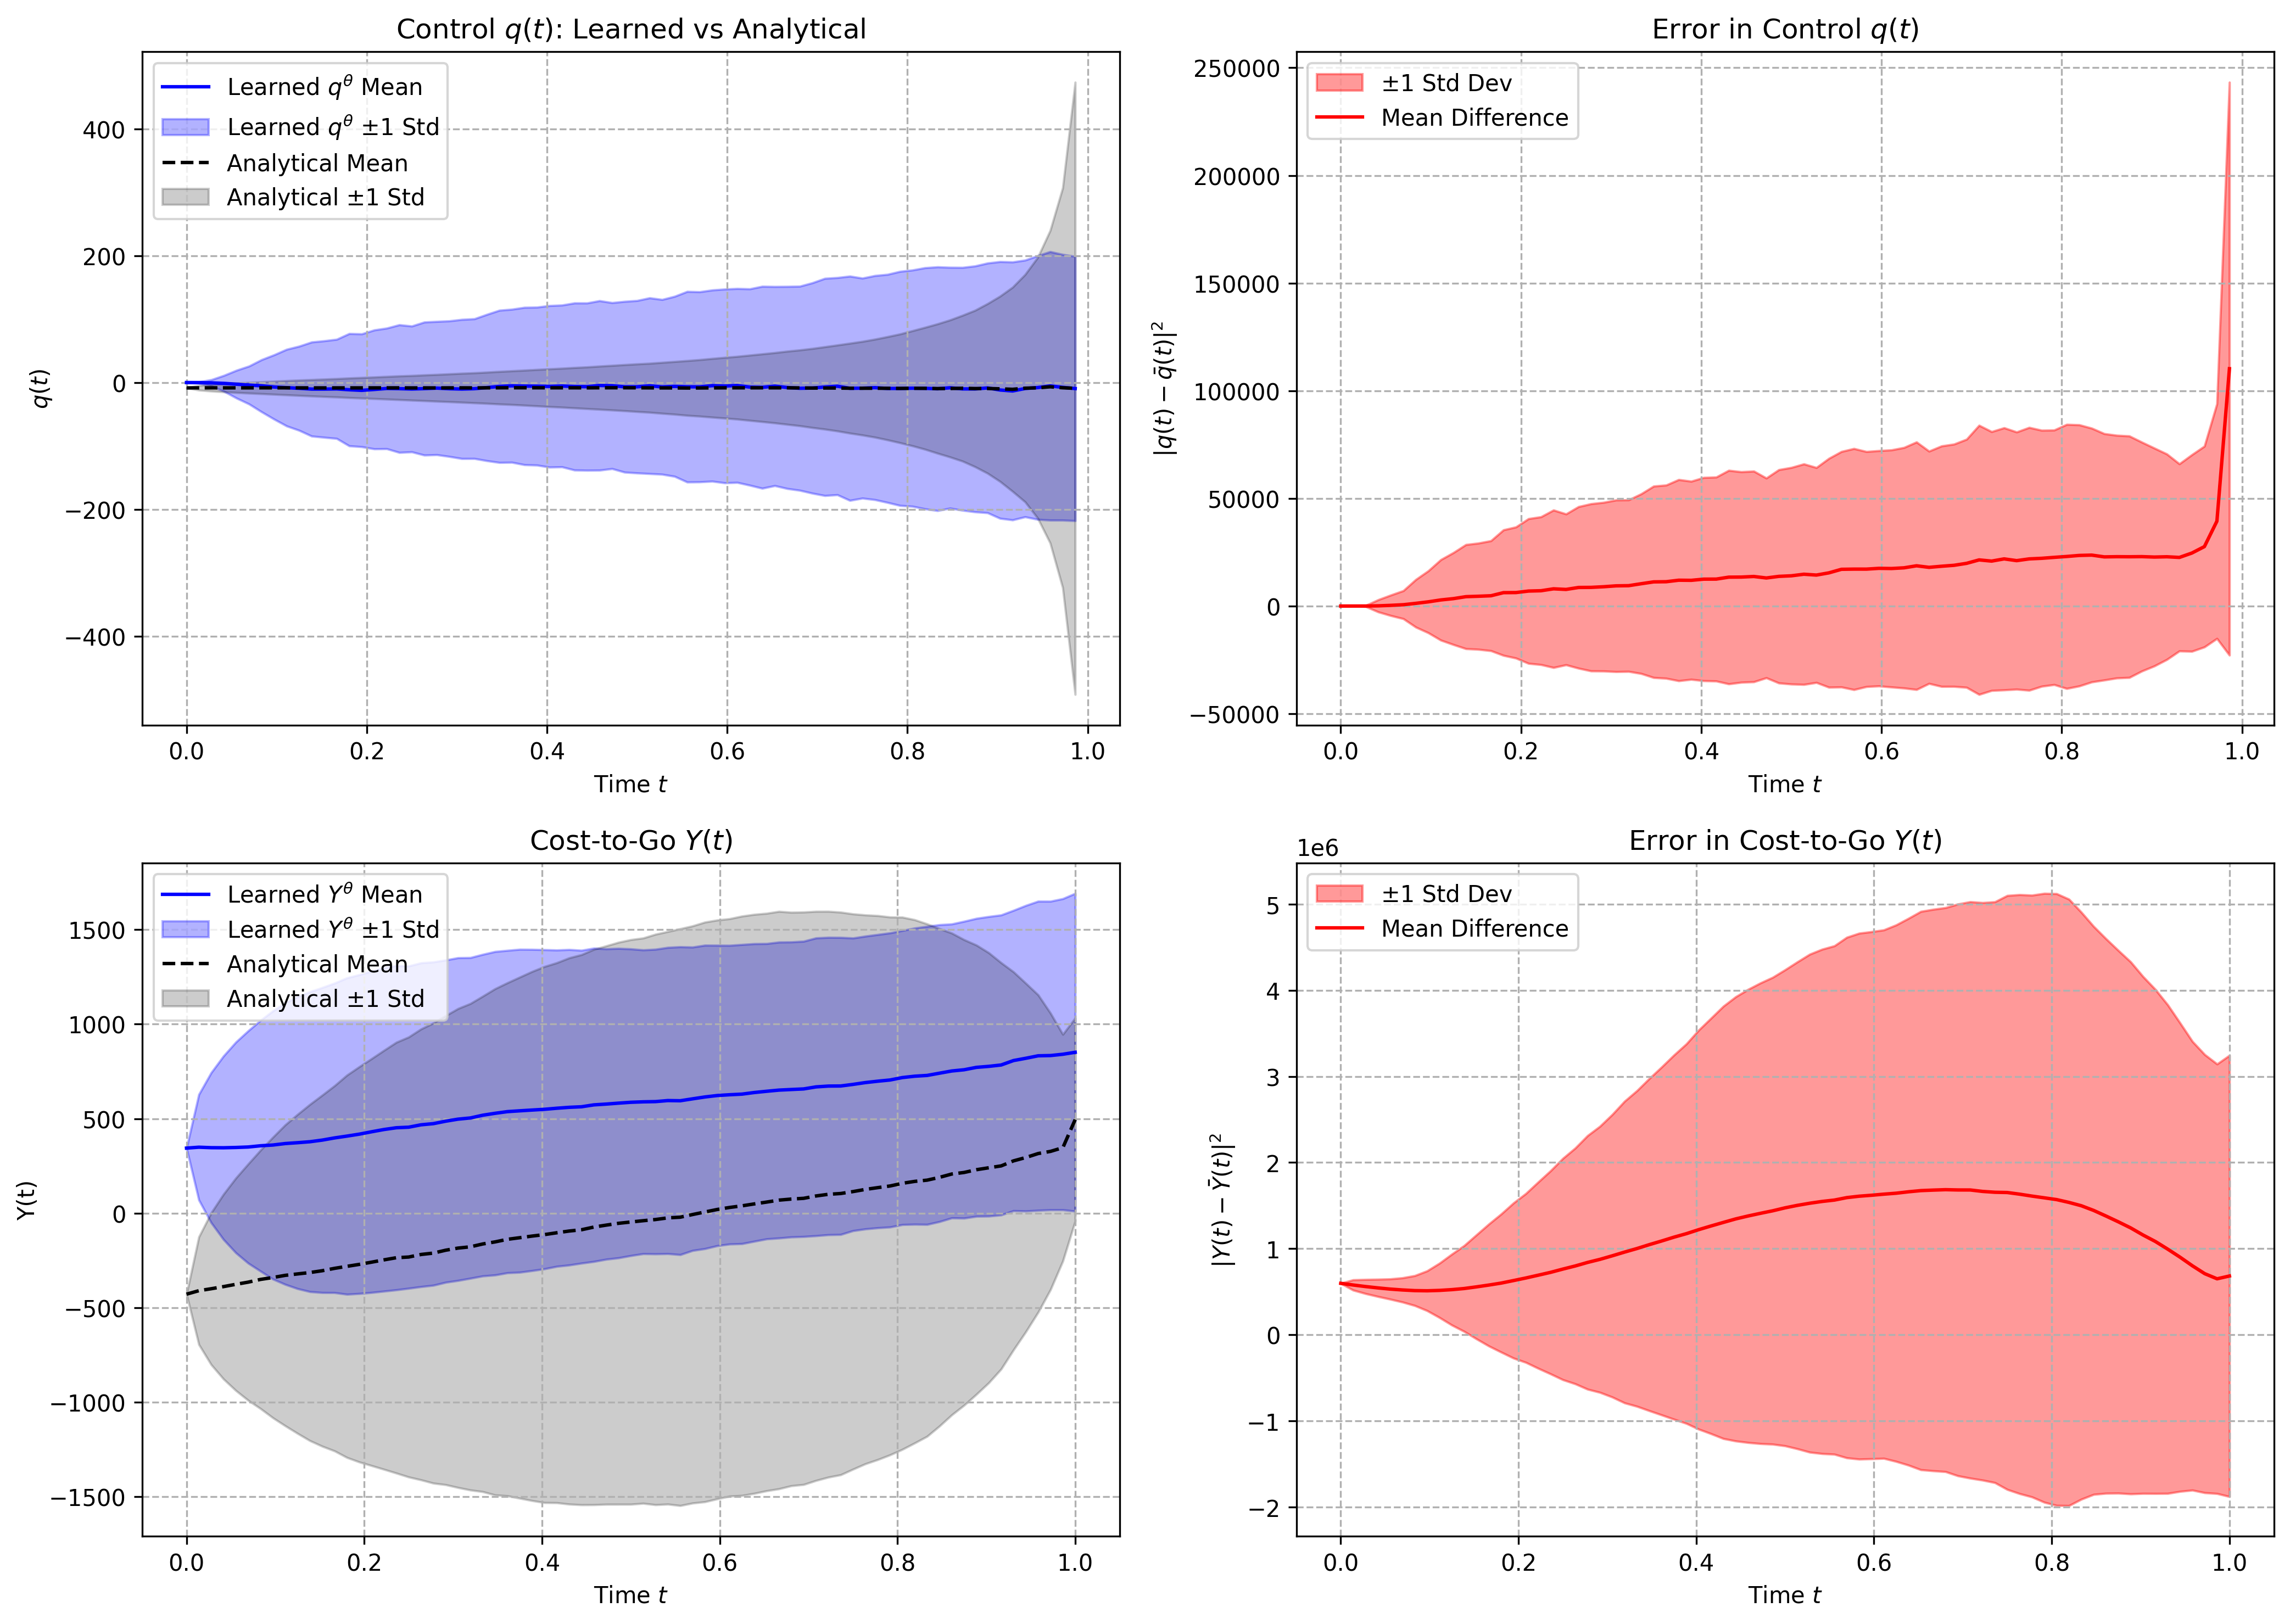 Control q(t): Learned vs Analytical
Learned q^θ Mean
Learned q^θ ±1 Std
Analytical Mean
Analytical ±1 Std
q(t)
400
200
0
−200
−400
0.0 0.2 0.4 0.6 0.8 1.0
Time t
Error in Control q(t)
±1 Std Dev
Mean Difference
|q(t) − q̄(t)|²
250000
200000
150000
100000
50000
0
−50000
0.0 0.2 0.4 0.6 0.8 1.0
Time t
Cost-to-Go Y(t)
Learned Y^θ Mean
Learned Y^θ ±1 Std
Analytical Mean
Analytical ±1 Std
Y(t)
1500
1000
500
0
−500
−1000
−1500
0.0 0.2 0.4 0.6 0.8 1.0
Time t
Error in Cost-to-Go Y(t)
1e6
±1 Std Dev
Mean Difference
|Y(t) − Ȳ(t)|²
5
4
3
2
1
0
−1
−2
0.0 0.2 0.4 0.6 0.8 1.0
Time t